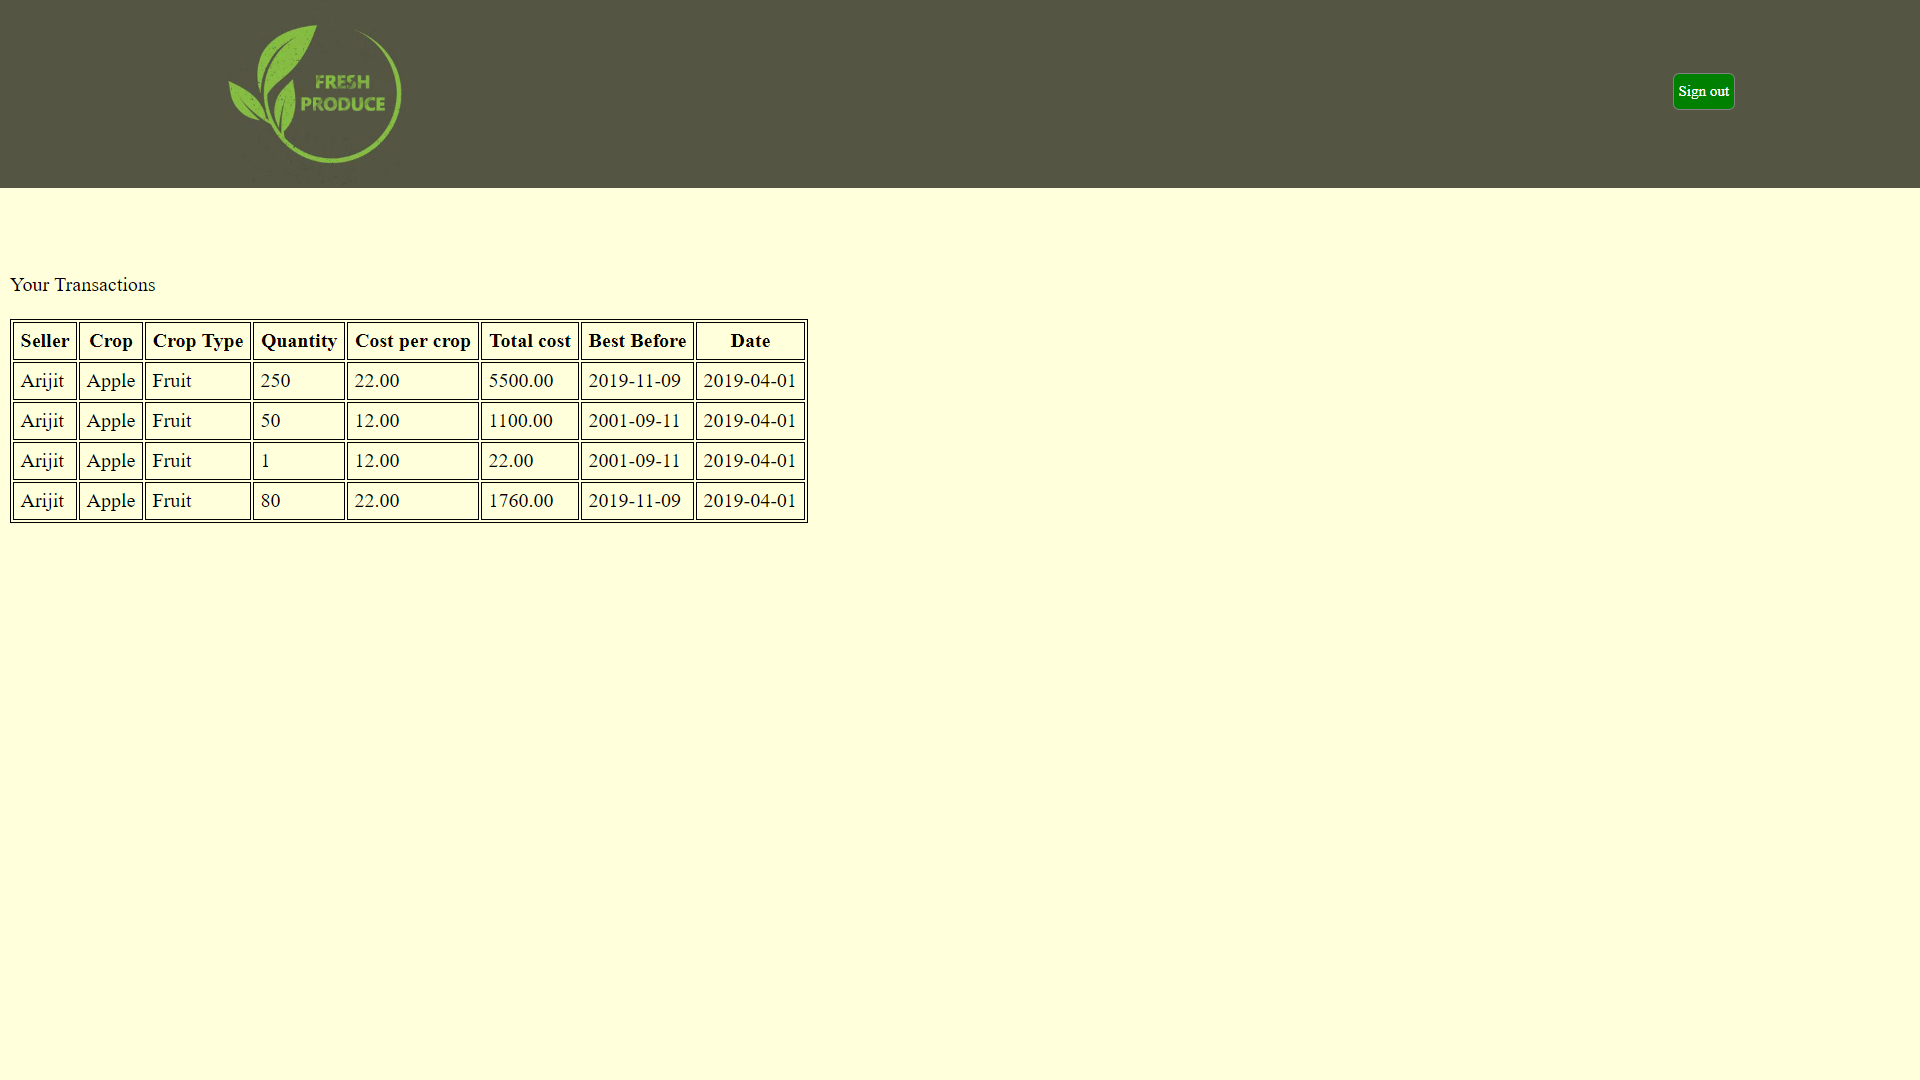 FRESH
PRODUCE
Sign out
Your Transactions
Seller Crop Crop Type Quantity Cost per crop Total cost Best Before Date
Arijit Apple Fruit 250 22.00 5500.00 2019-11-09 2019-04-01
Arijit Apple Fruit 50 12.00 1100.00 2001-09-11 2019-04-01
Arijit Apple Fruit 1 12.00 22.00 2001-09-11 2019-04-01
Arijit Apple Fruit 80 22.00 1760.00 2019-11-09 2019-04-01